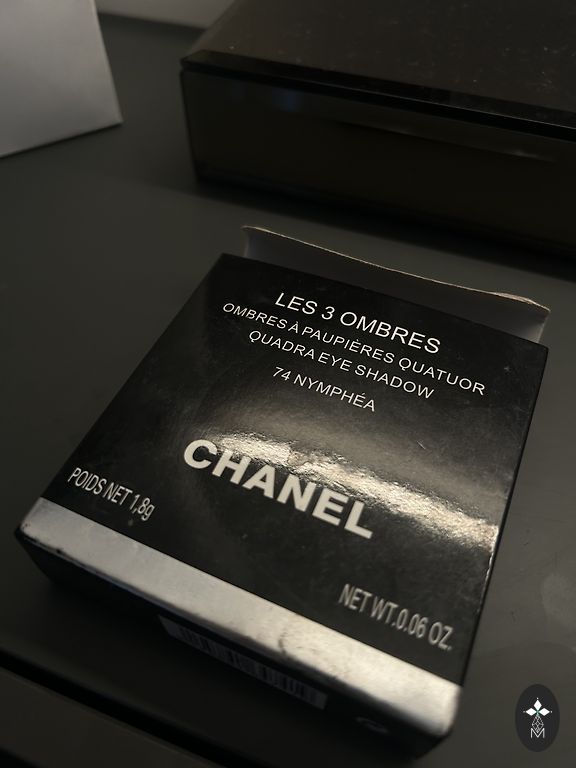 LES 3 OMBRES
OMBRES À PAUPIÈRES QUATUOR
QUADRA EYE SHADOW
74 NYMPHÉA
CHANEL
POIDS NET 1,8g
NET WT.0.06 OZ.
M